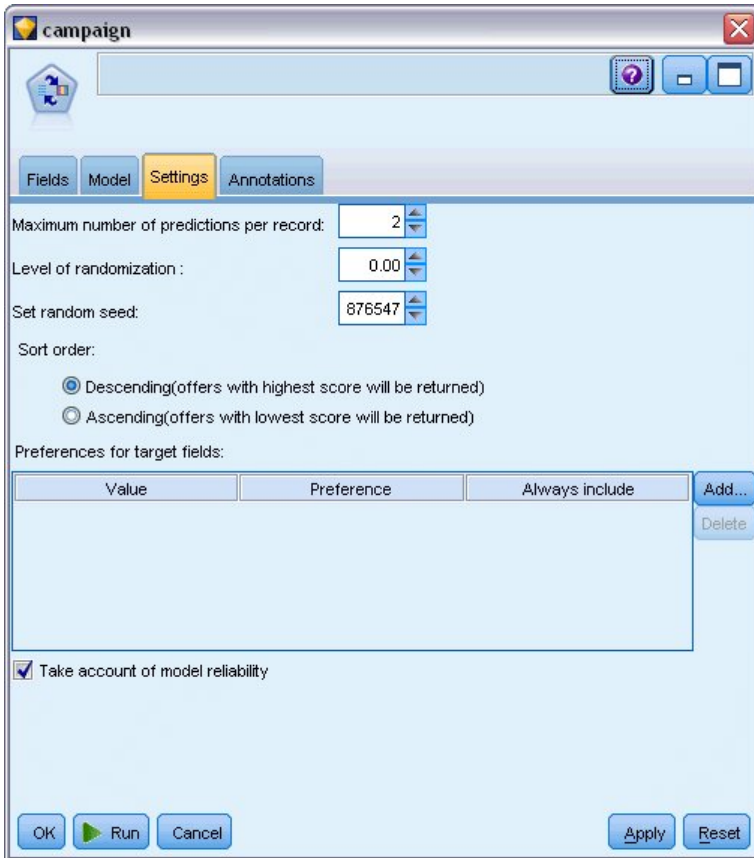 campaign
?
Fields Model Settings Annotations
Maximum number of predictions per record: 2
Level of randomization : 0.00
Set random seed: 876547
Sort order:
Descending(offers with highest score will be returned)
Ascending(offers with lowest score will be returned)
Preferences for target fields:
Value Preference Always include Add...
Delete
Take account of model reliability
OK Run Cancel Apply Reset